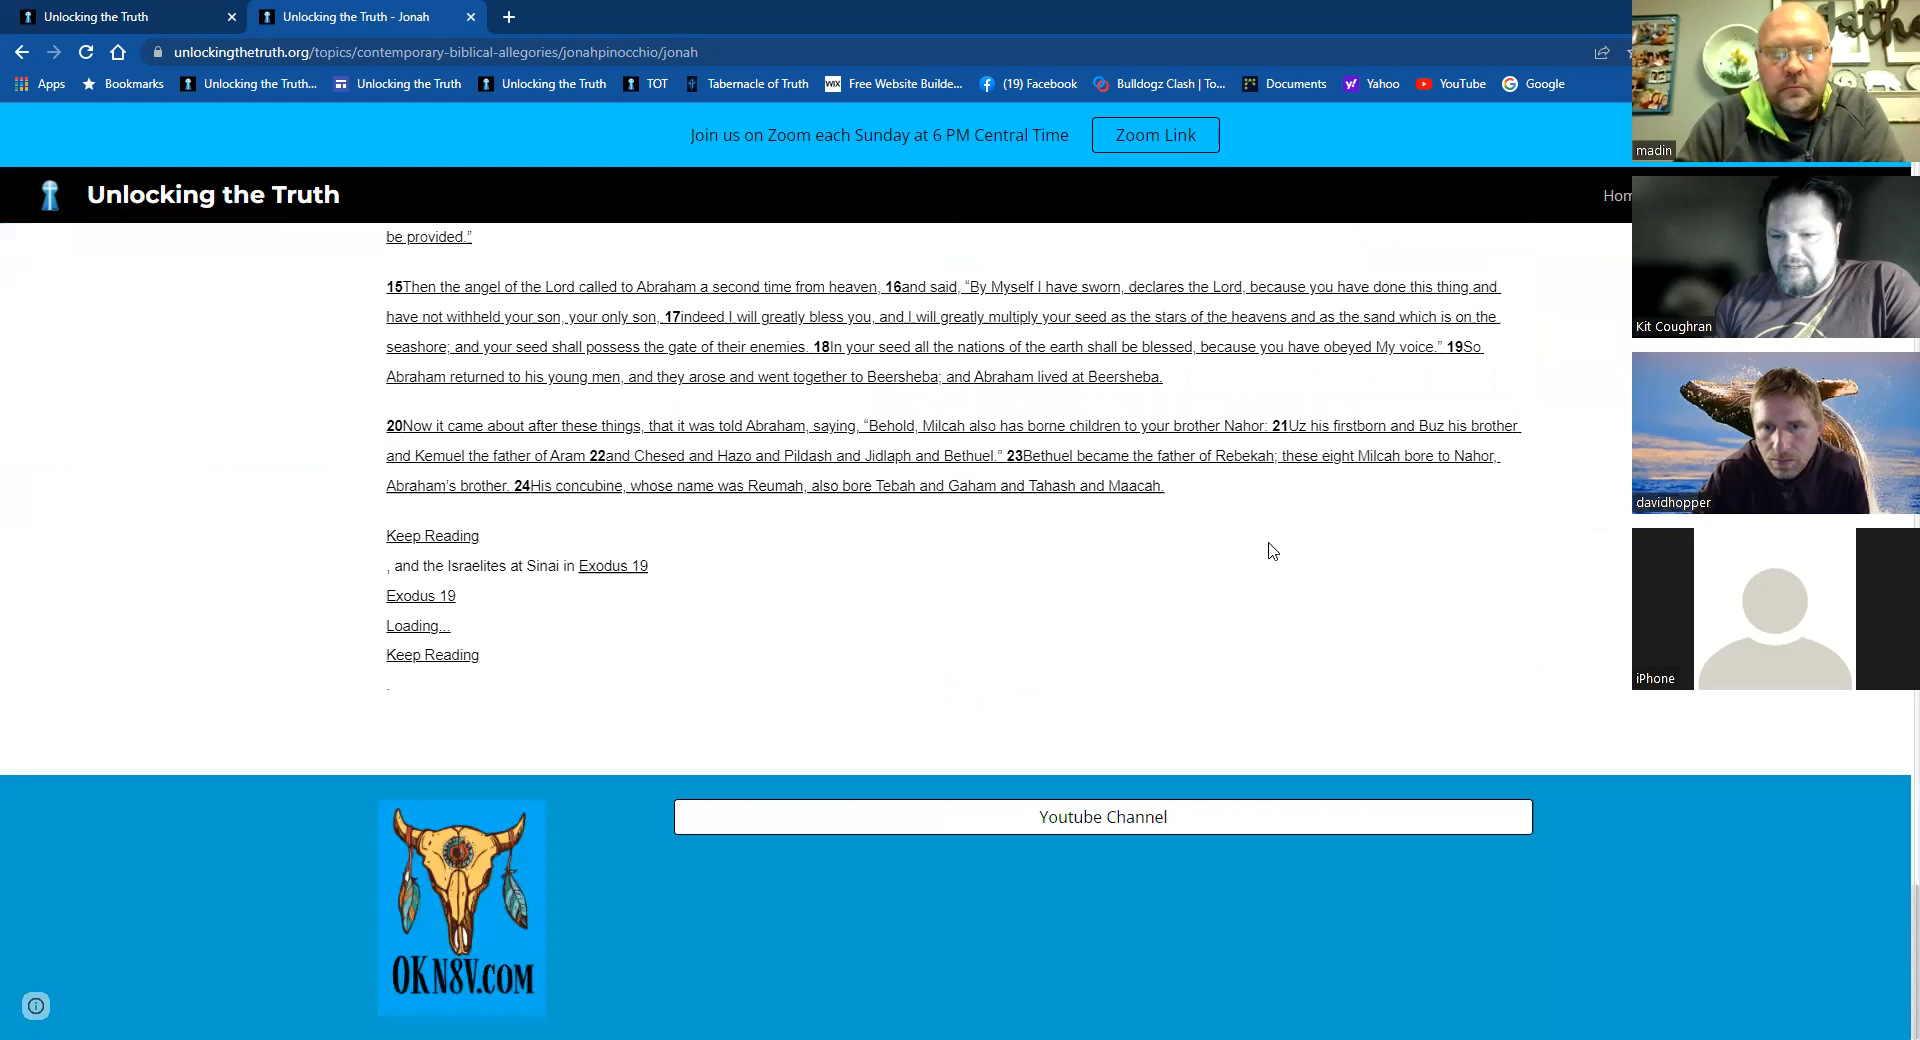 Unlocking the Truth
Unlocking the Truth - Jonah
unlockingthetruth.org/topics/contemporary-biblical-allegories/jonahpinocchio/jonah
Apps
Bookmarks
Unlocking the Truth...
Unlocking the Truth
Unlocking the Truth
TOT
Tabernacle of Truth
WIX
Free Website Builde...
(19) Facebook
Bulldogz Clash | To...
Documents
Yahoo
YouTube
Google
Join us on Zoom each Sunday at 6 PM Central Time
Zoom Link
Unlocking the Truth
Hom
be provided.”
15Then the angel of the Lord called to Abraham a second time from heaven, 16and said, “By Myself I have sworn, declares the Lord, because you have done this thing and
have not withheld your son, your only son, 17indeed I will greatly bless you, and I will greatly multiply your seed as the stars of the heavens and as the sand which is on the
seashore; and your seed shall possess the gate of their enemies. 18In your seed all the nations of the earth shall be blessed, because you have obeyed My voice.” 19So
Abraham returned to his young men, and they arose and went together to Beersheba; and Abraham lived at Beersheba.
20Now it came about after these things, that it was told Abraham, saying, “Behold, Milcah also has borne children to your brother Nahor: 21Uz his firstborn and Buz his brother
and Kemuel the father of Aram 22and Chesed and Hazo and Pildash and Jidlaph and Bethuel.” 23Bethuel became the father of Rebekah; these eight Milcah bore to Nahor,
Abraham’s brother. 24His concubine, whose name was Reumah, also bore Tebah and Gaham and Tahash and Maacah.
Keep Reading
, and the Israelites at Sinai in Exodus 19
Exodus 19
Loading...
Keep Reading
.
Youtube Channel
OKN8V.COM
madin
Kit Coughran
davidhopper
iPhone